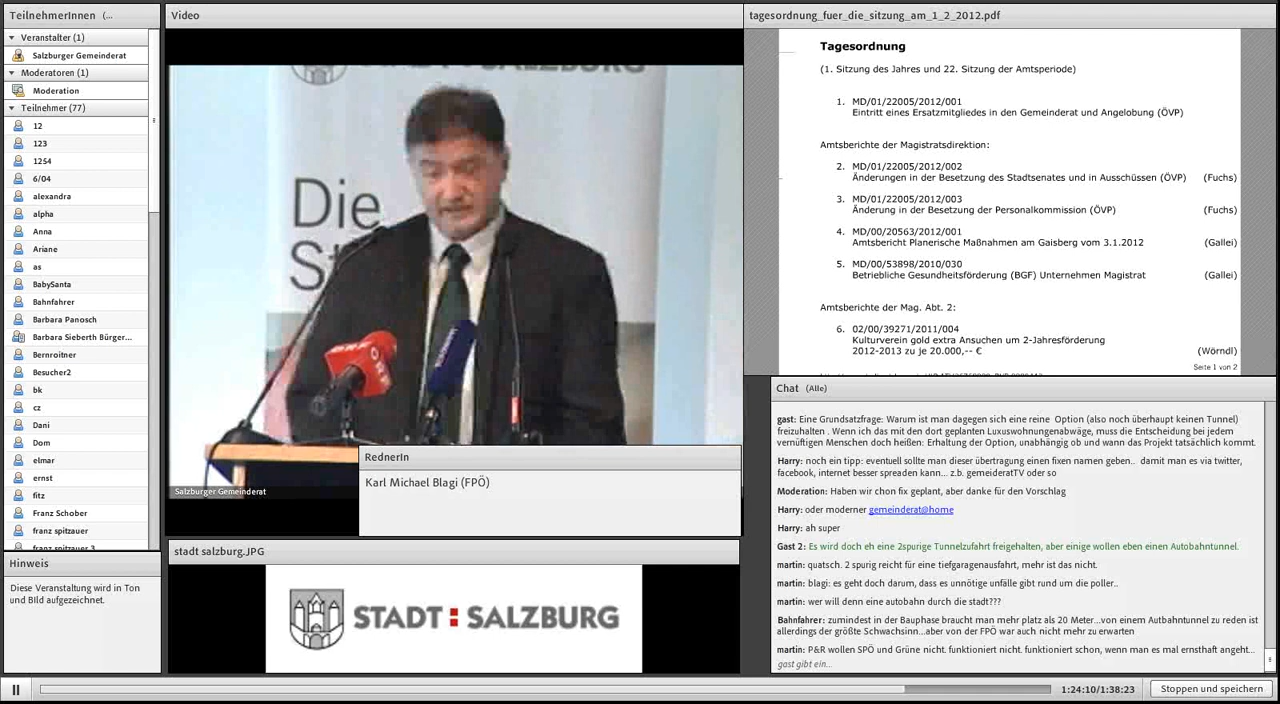 TeilnehmerInnen (...
Veranstalter (1)
Salzburger Gemeinderat
Moderatoren (1)
Moderation
Teilnehmer (77)
12
123
1254
6/04
alexandra
alpha
Anna
Ariane
as
BabySanta
Bahnfahrer
Barbara Panosch
Barbara Sieberth Bürger...
Bernroitner
Besucher2
bk
cz
Dani
Dom
elmar
ernst
fitz
Franz Schober
franz spitzauer
franz spitzauer 3
Hinweis
Diese Veranstaltung wird in Ton
und BIld aufgezeichnet.
Video
STADT : SALZBURG
Die
St
Salzburger Gemeinderat
RednerIn
Karl Michael Blagi (FPÖ)
stadt salzburg.JPG
STADT : SALZBURG
tagesordnung_fuer_die_sitzung_am_1_2_2012.pdf
Tagesordnung
(1. Sitzung des Jahres und 22. Sitzung der Amtsperiode)
1. MD/01/22005/2012/001
Eintritt eines Ersatzmitgliedes in den Gemeinderat und Angelobung (ÖVP)
Amtsberichte der Magistratsdirektion:
2. MD/01/22005/2012/002
Änderungen in der Besetzung des Stadtsenates und in Ausschüssen (ÖVP) (Fuchs)
3. MD/01/22005/2012/003
Änderung in der Besetzung der Personalkommission (ÖVP) (Fuchs)
4. MD/00/20563/2012/001
Amtsbericht Planerische Maßnahmen am Gaisberg vom 3.1.2012 (Gallei)
5. MD/00/53898/2010/030
Betriebliche Gesundheitsförderung (BGF) Unternehmen Magistrat (Gallei)
Amtsberichte der Mag. Abt. 2:
6. 02/00/39271/2011/004
Kulturverein gold extra Ansuchen um 2-Jahresförderung
2012-2013 zu je 20.000,-- € (Wörndl)
Seite 1 von 2
Chat (Alle)
gast: Eine Grundsatzfrage: Warum ist man dagegen sich eine reine Option (also noch überhaupt keinen Tunnel)
freizuhalten . Wenn ich das mit den dort geplanten Luxuswohnungenabwäge, muss die Entscheidung bei jedem
vernüftigen Menschen doch heißen: Erhaltung der Option, unabhängig ob und wann das Projekt tatsächlich kommt.
Harry: noch ein tipp: eventuell sollte man dieser übertragung einen fixen namen geben.. damit man es via twitter,
facebook, internet besser spreaden kann... z.b. gemeideratTV oder so
Moderation: Haben wir chon fix geplant, aber danke für den Vorschlag
Harry: oder moderner gemeinderat@home
Harry: ah super
Gast 2: Es wird doch eh eine 2spurige Tunnelzufahrt freigehalten, aber einige wollen eben einen Autobahntunnel.
martin: quatsch. 2 spurig reicht für eine tiefgaragenausfahrt, mehr ist das nicht.
martin: blagi: es geht doch darum, dass es unnötige unfälle gibt rund um die poller..
martin: wer will denn eine autobahn durch die stadt???
Bahnfahrer: zumindest in der Bauphase braucht man mehr platz als 20 Meter...von einem Autbahntunnel zu reden ist
allerdings der größte Schwachsinn...aber von der FPÖ war auch nicht mehr zu erwarten
martin: P&R wollen SPÖ und Grüne nicht. funktioniert nicht. funktioniert schon, wenn man es mal ernsthaft angeht...
gast gibt ein...
1:24:10/1:38:23
Stoppen und speichern